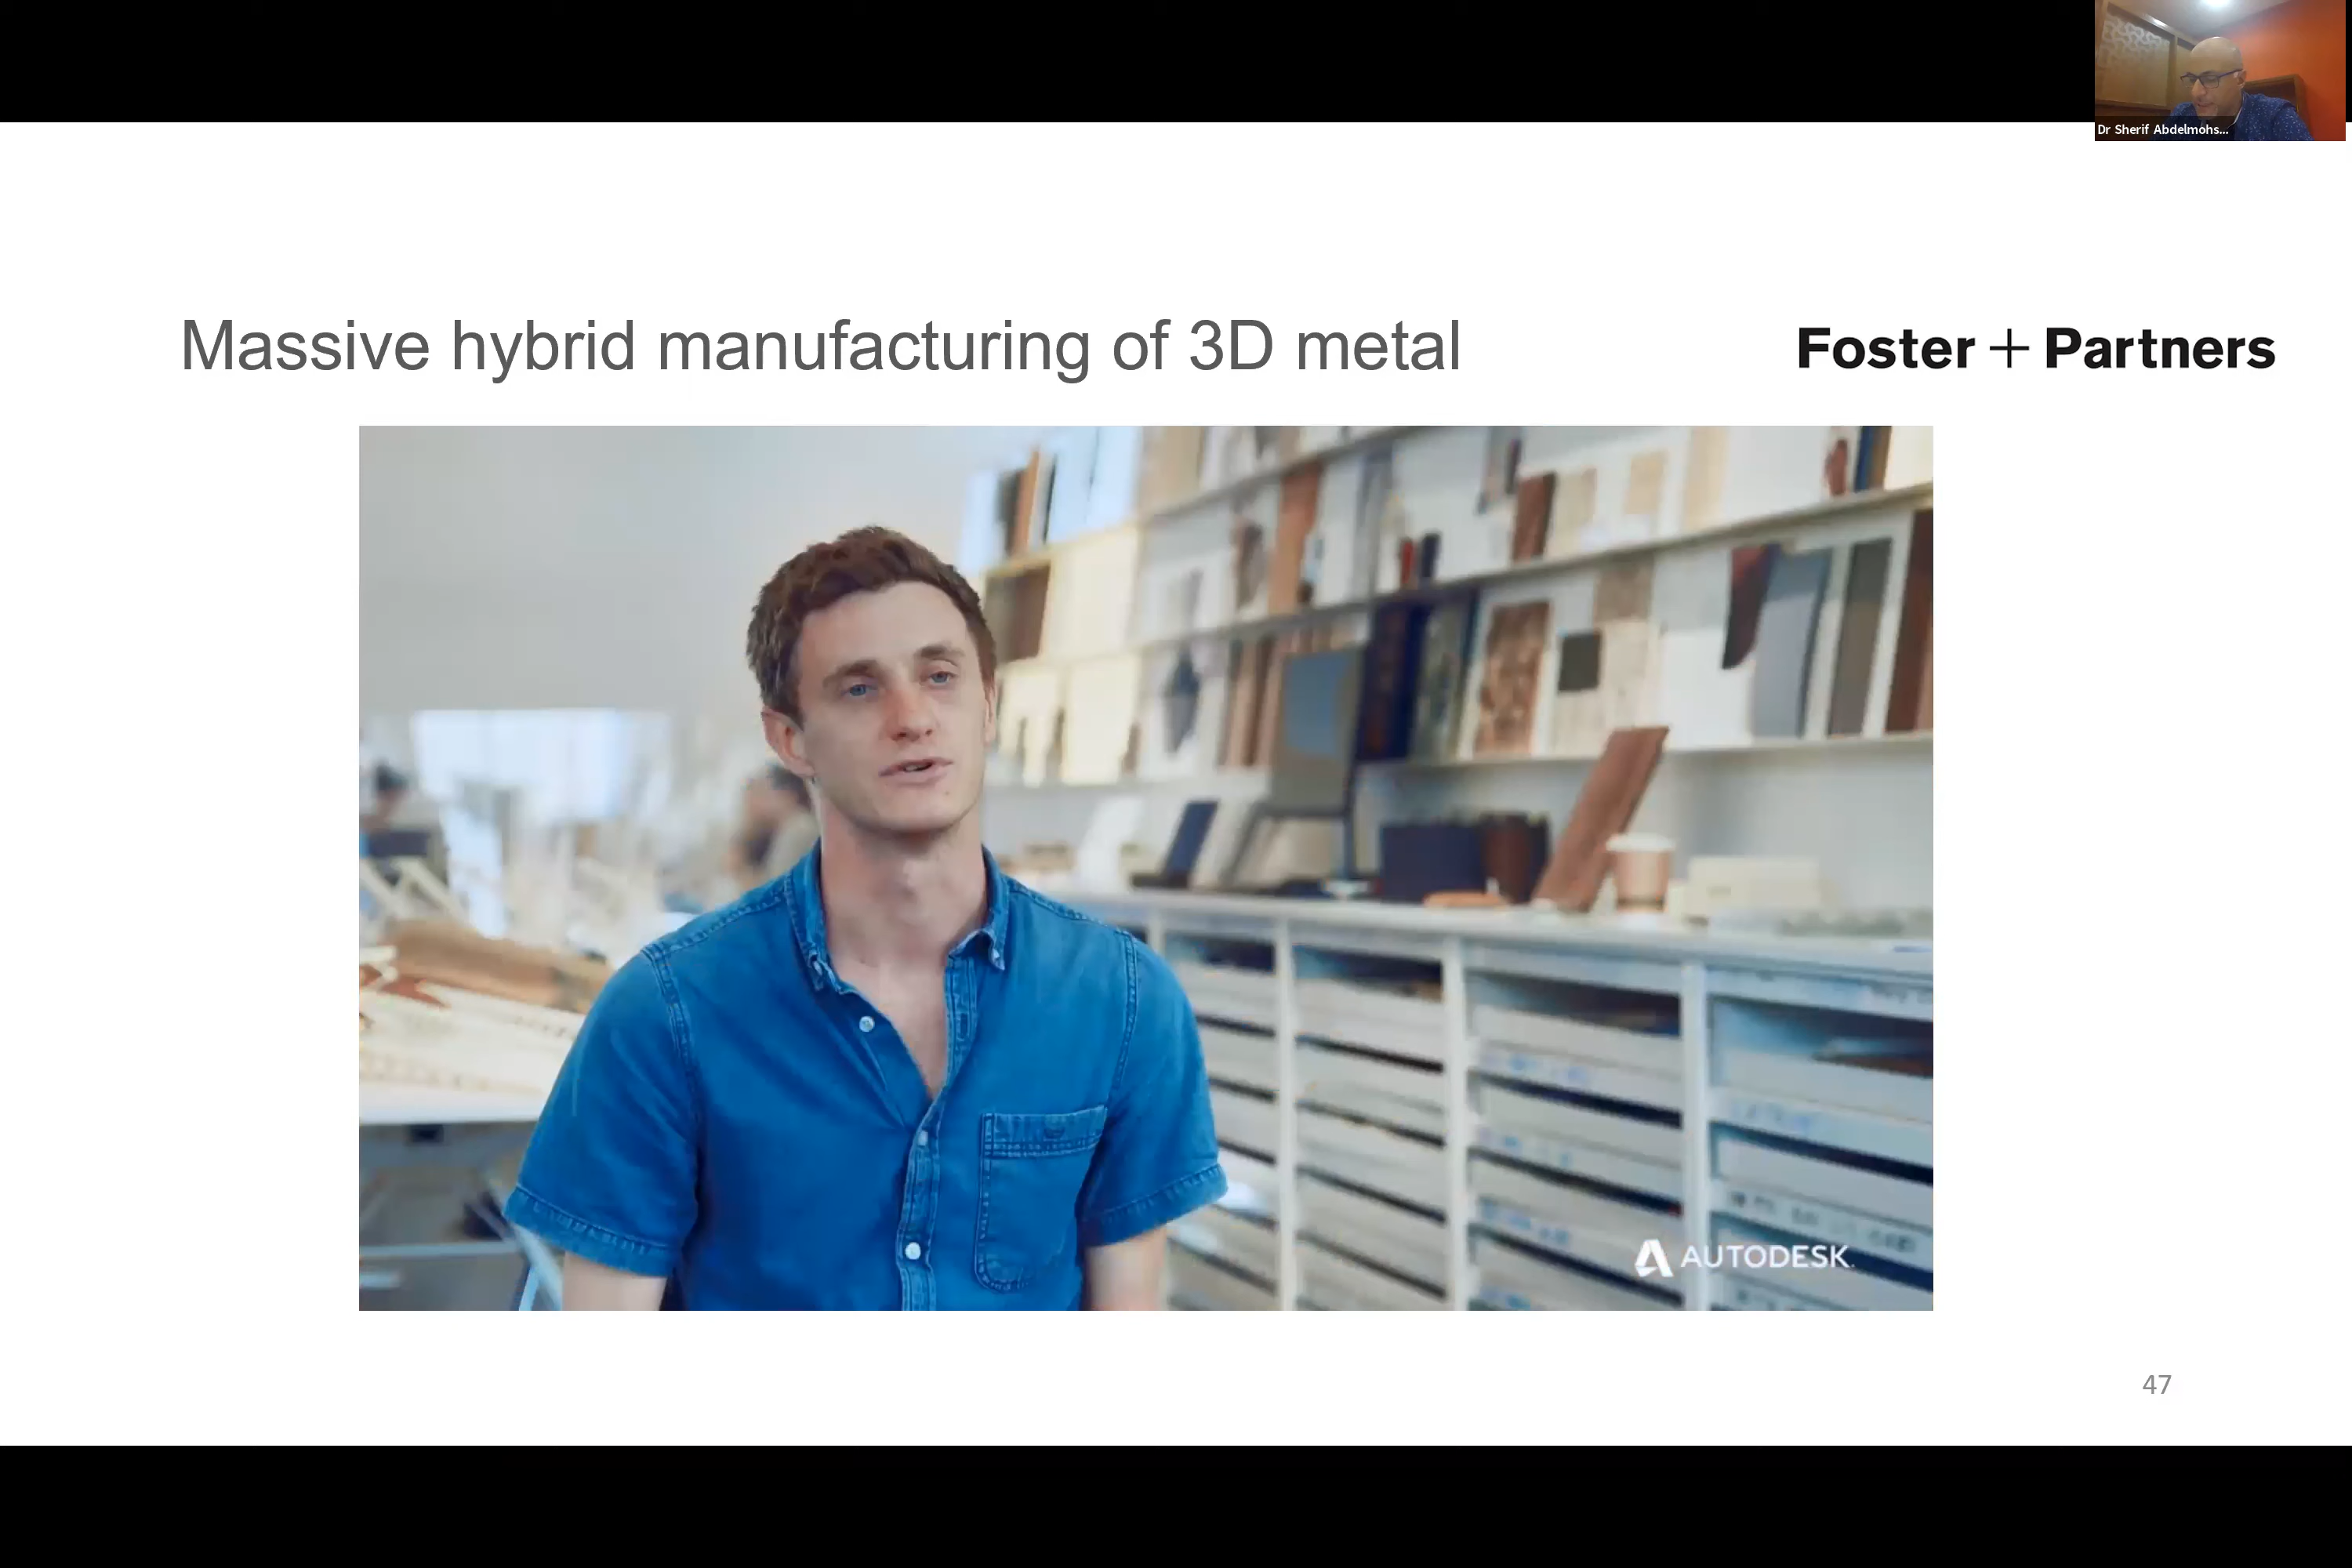 Dr Sherif Abdelmohs...
Massive hybrid manufacturing of 3D metal
Foster + Partners
AUTODESK.
47